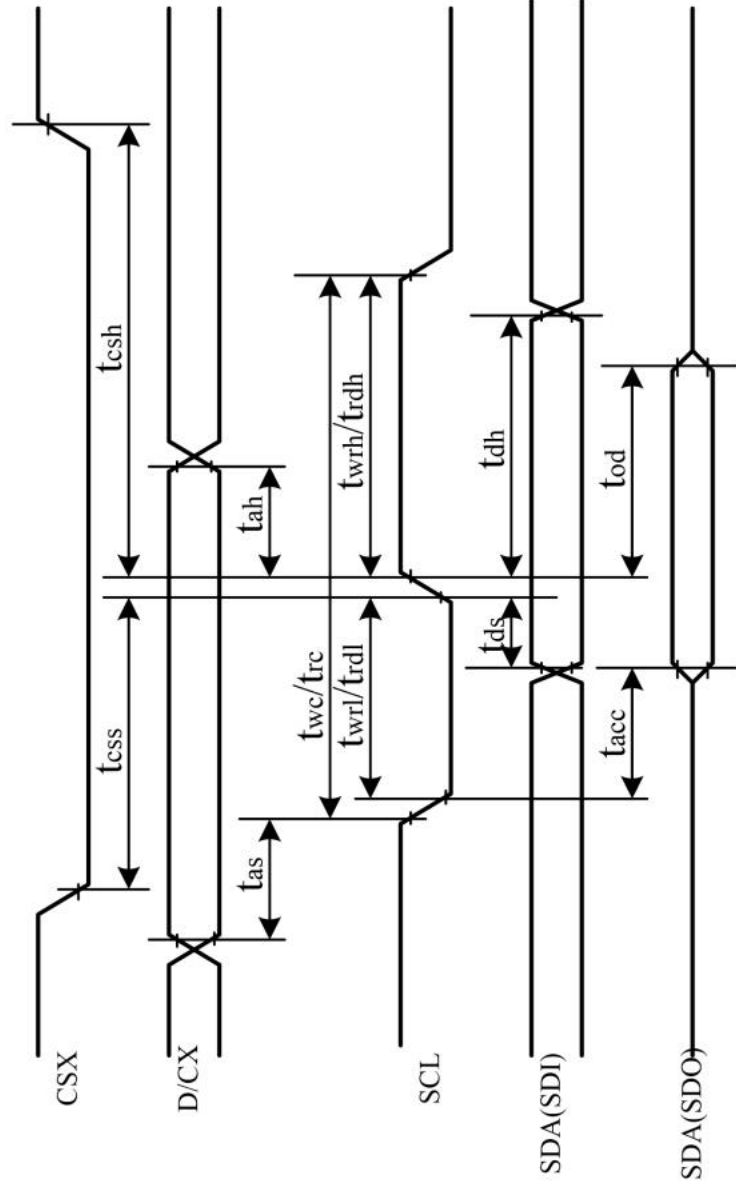 CSX
tcss
tcsh
D/CX
tas
tah
twc/trc
SCL
twrl/trdl
twrh/trdh
SDA(SDI)
tds
tdh
SDA(SDO)
tacc
tod